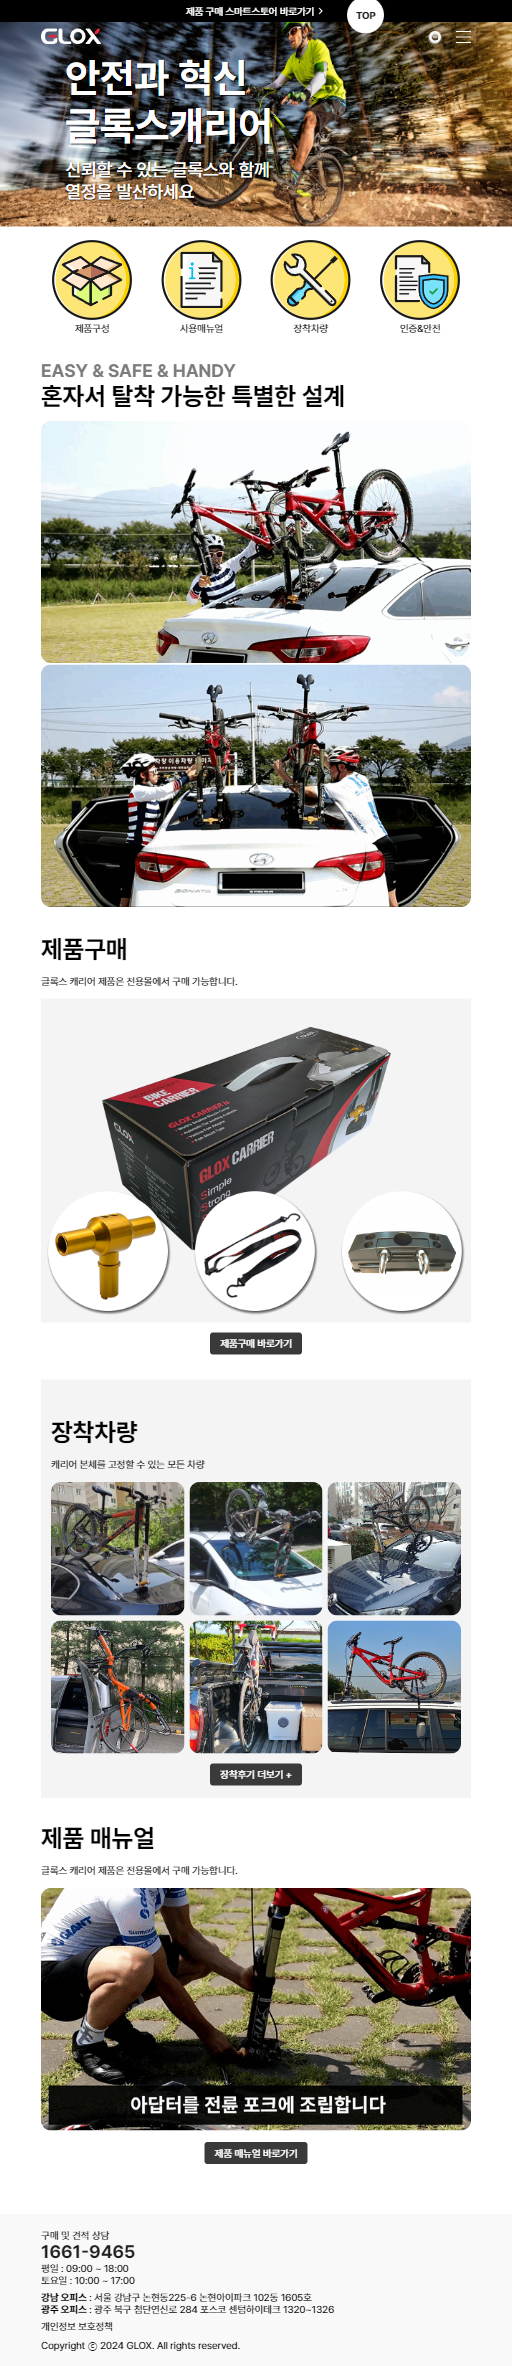 제품 구매 스마트스토어 바로가기 >
TOP
GLOX
안전과 혁신
글록스캐리어
신뢰할 수 있는 글록스와 함께
열정을 발산하세요
제품구성
사용매뉴얼
장착차량
인증&안전
EASY & SAFE & HANDY
혼자서 탈착 가능한 특별한 설계
제품구매
글록스 캐리어 제품은 전용몰에서 구매 가능합니다.
BIKE
CARRIER
GLOX CARRIER
GLOX
GLOX CARRIER
Simple
Strong
제품구매 바로가기
장착차량
캐리어 본체를 고정할 수 있는 모든 차량
장착후기 더보기 +
제품 매뉴얼
글록스 캐리어 제품은 전용몰에서 구매 가능합니다.
GIANT
아답터를 전륜 포크에 조립합니다
제품 매뉴얼 바로가기
구매 및 견적 상담
1661-9465
평일 : 09:00 ~ 18:00
토요일 : 10:00 ~ 17:00
강남 오피스 : 서울 강남구 논현동225-6 논현아이파크 102동 1605호
광주 오피스 : 광주 북구 첨단연신로 284 포스코 센텀하이테크 1320~1326
개인정보 보호정책
Copyright ⓒ 2024 GLOX. All rights reserved.